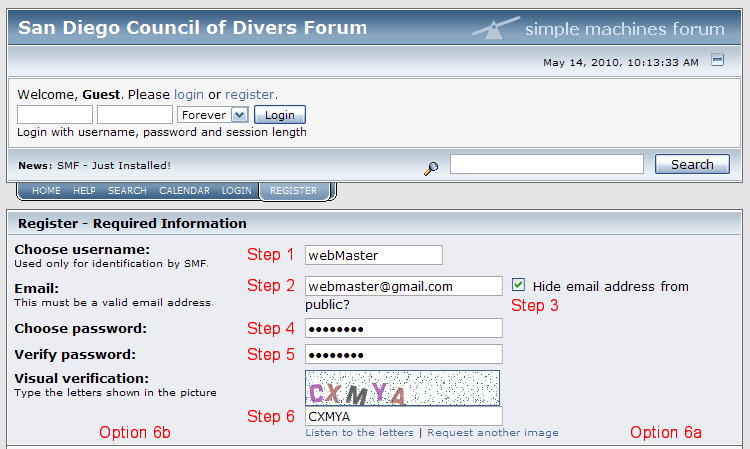 San Diego Council of Divers Forum
simple machines forum
May 14, 2010, 10:13:33 AM
Welcome, Guest. Please login or register.
Forever Login
Login with username, password and session length
News: SMF - Just Installed!
Search
HOME HELP SEARCH CALENDAR LOGIN REGISTER
Register - Required Information
Choose username: Step 1 webMaster
Used only for identification by SMF.
Email: Step 2 webmaster@gmail.com Hide email address from
This must be a valid email address. public? Step 3
Choose password: Step 4 ••••••••
Verify password: Step 5 ••••••••
Visual verification: CXMYA
Type the letters shown in the picture
Step 6 CXMYA
Option 6b Listen to the letters | Request another image Option 6a